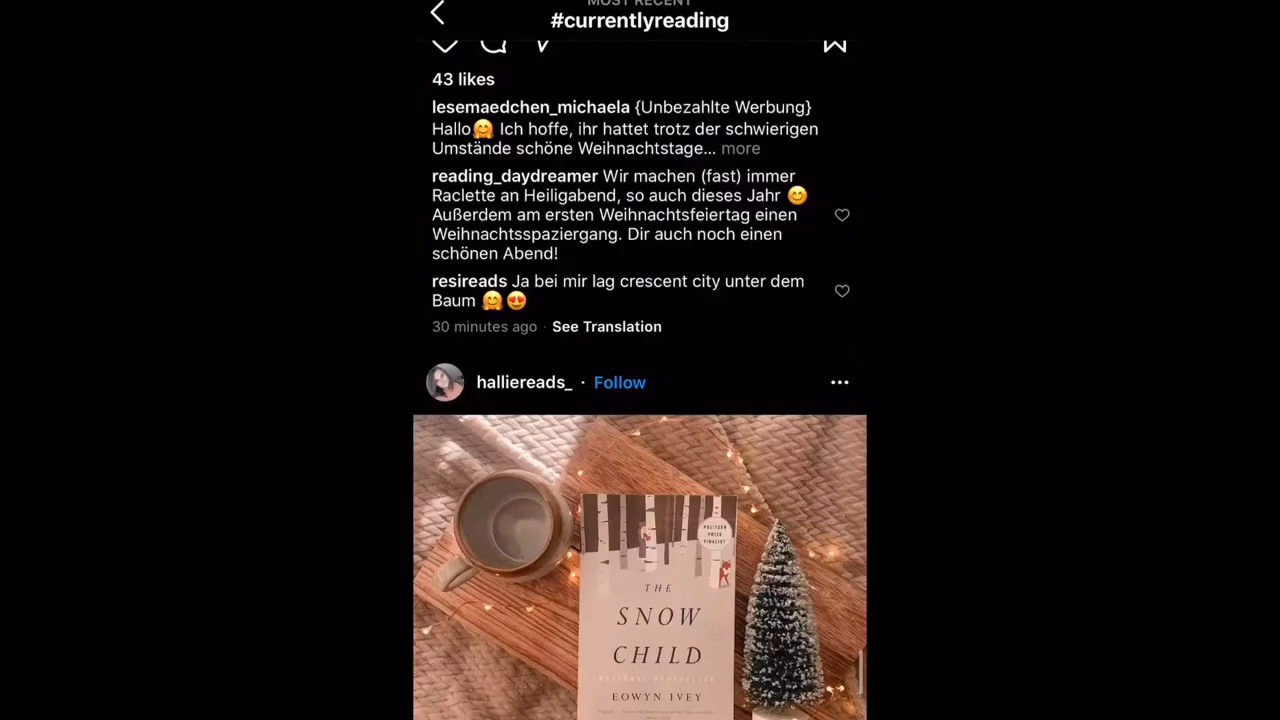 MOST RECENT
#currentlyreading
43 likes
lesemaedchen_michaela {Unbezahlte Werbung}
Hallo🤗 Ich hoffe, ihr hattet trotz der schwierigen
Umstände schöne Weihnachtstage... more
reading_daydreamer Wir machen (fast) immer
Raclette an Heiligabend, so auch dieses Jahr 😊
Außerdem am ersten Weihnachtsfeiertag einen
Weihnachtsspaziergang. Dir auch noch einen
schönen Abend!
resireads Ja bei mir lag crescent city unter dem
Baum 🤗😍
30 minutes ago · See Translation
halliereads_ · Follow
PULITZER
PRIZE
FINALIST
THE
SNOW
CHILD
NATIONAL BESTSELLER
EOWYN IVEY